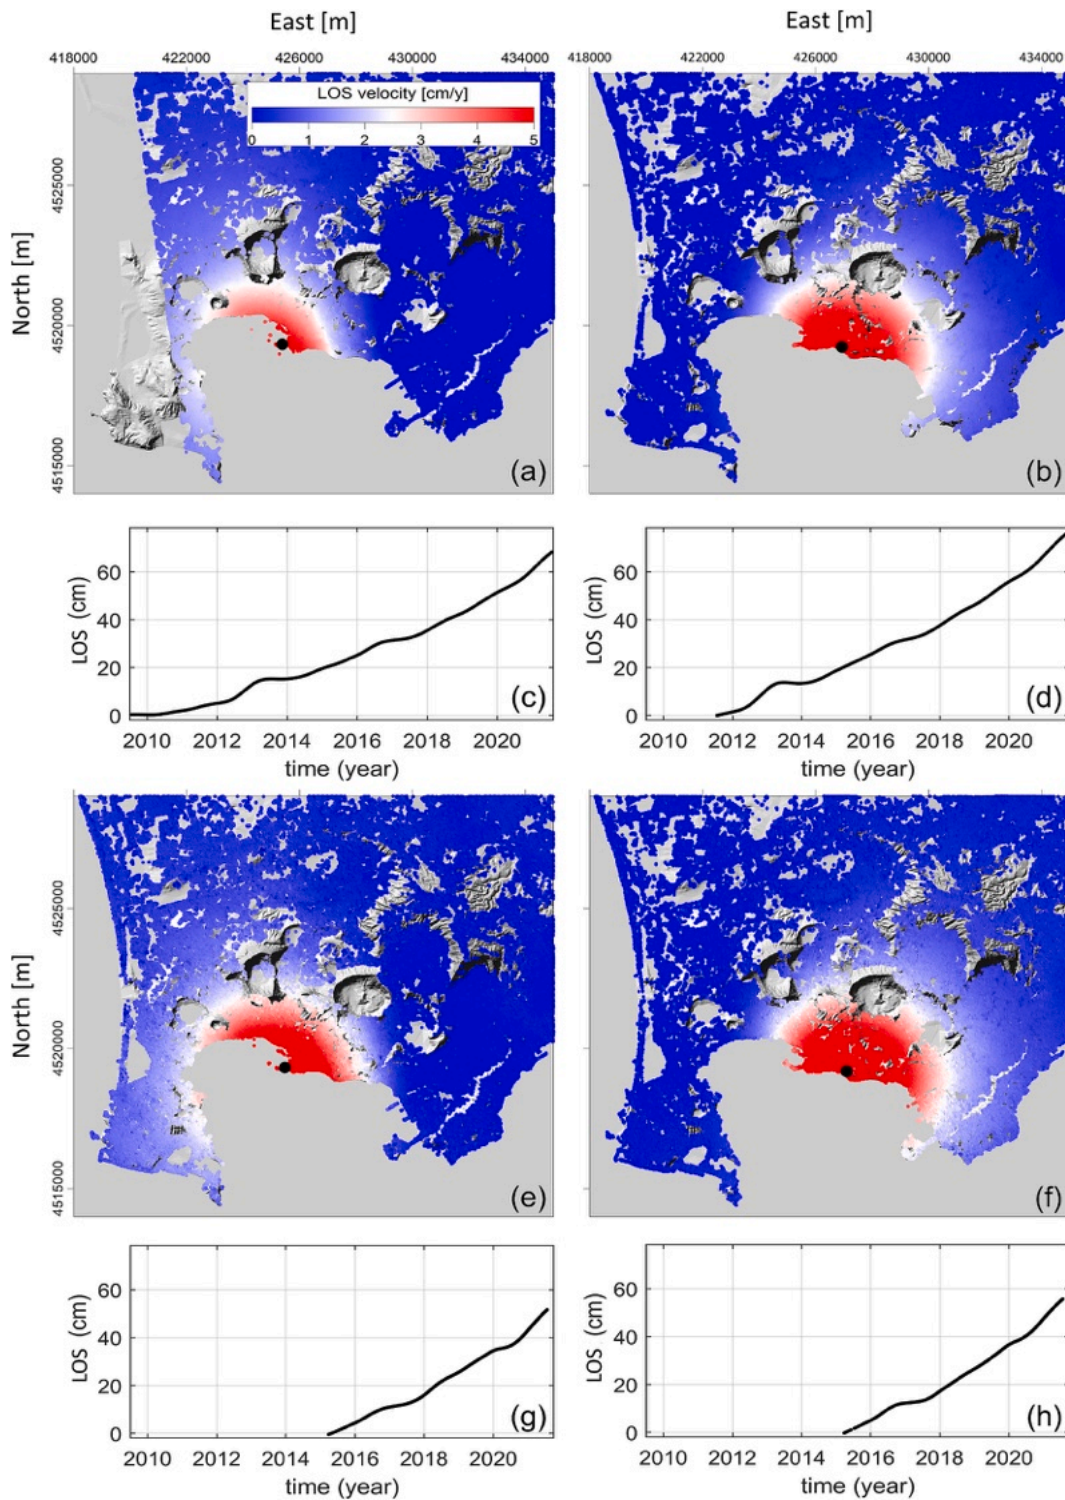 East [m]
East [m]
418000 422000 426000 430000 434000
418000 422000 426000 430000 434000
LOS velocity [cm/y]
0 1 2 3 4 5
North [m]
4525000
4520000
4515000
(a)
(b)
LOS (cm)
60
40
20
0
(c)
2010 2012 2014 2016 2018 2020
time (year)
LOS (cm)
60
40
20
0
(d)
2010 2012 2014 2016 2018 2020
time (year)
North [m]
4525000
4520000
4515000
(e)
(f)
LOS (cm)
60
40
20
0
(g)
2010 2012 2014 2016 2018 2020
time (year)
LOS (cm)
60
40
20
0
(h)
2010 2012 2014 2016 2018 2020
time (year)